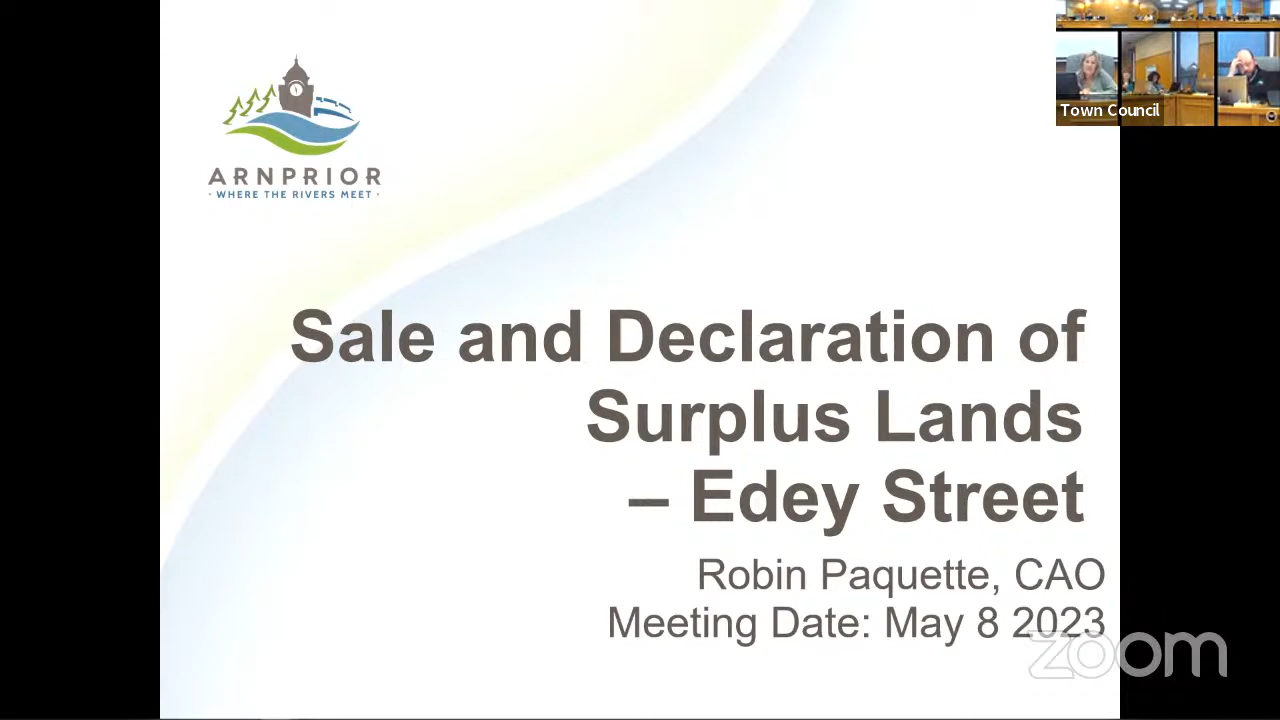 Town Council
ARNPRIOR
· WHERE THE RIVERS MEET ·
Sale and Declaration of
Surplus Lands
– Edey Street
Robin Paquette, CAO
Meeting Date: May 8 2023
zoom